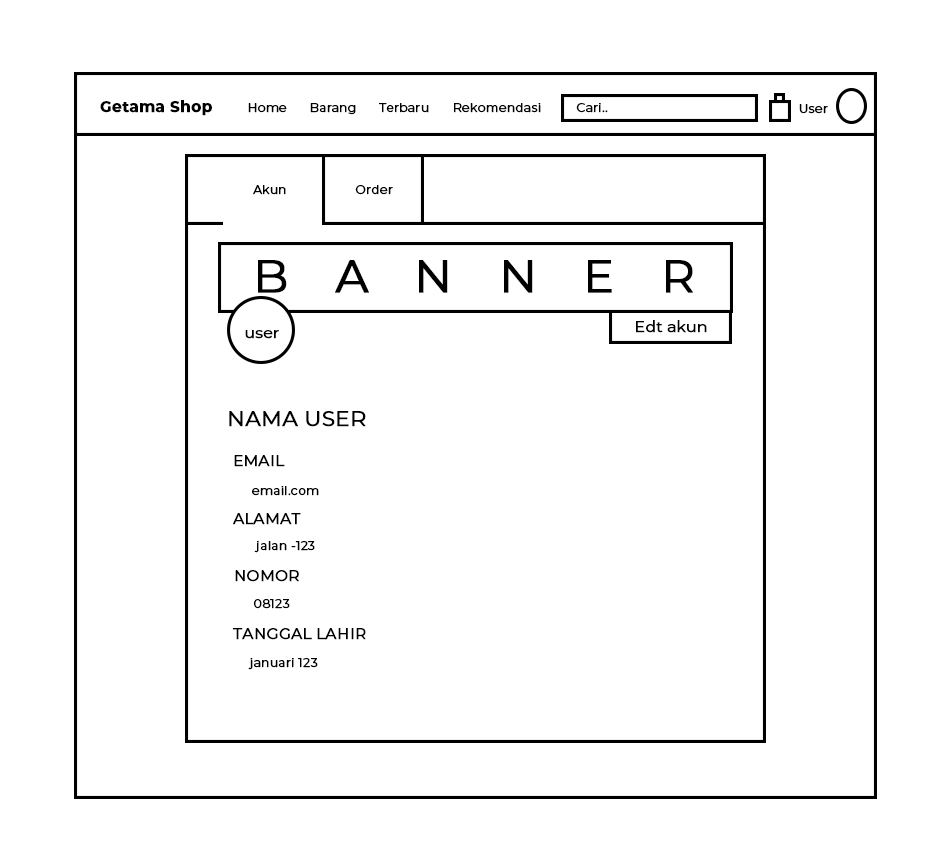 Getama Shop Home Barang Terbaru Rekomendasi Cari.. User
Akun Order
BANNER
user Edt akun
NAMA USER
EMAIL
email.com
ALAMAT
jalan -123
NOMOR
08123
TANGGAL LAHIR
januari 123